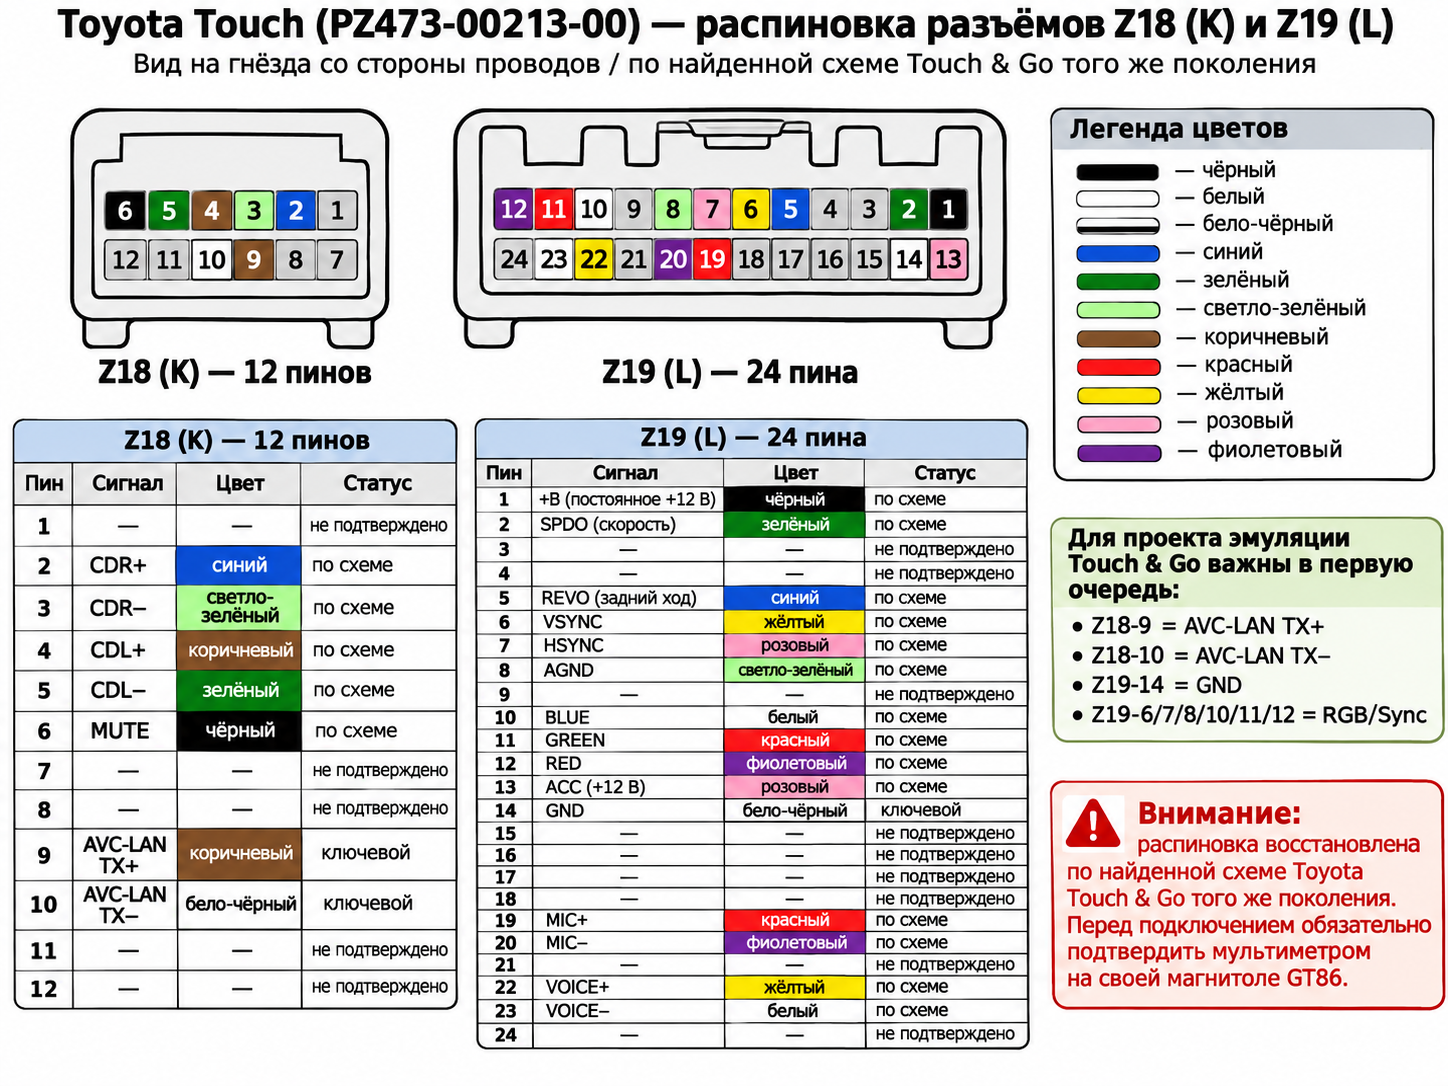 Toyota Touch (PZ473-00213-00) — распиновка разъёмов Z18 (K) и Z19 (L)
Вид на гнёзда со стороны проводов / по найденной схеме Touch & Go того же поколения
6 5 4 3 2 1
12 11 10 9 8 7
Z18 (K) — 12 пинов
12 11 10 9 8 7 6 5 4 3 2 1
24 23 22 21 20 19 18 17 16 15 14 13
Z19 (L) — 24 пина
Легенда цветов
— чёрный
— белый
— бело-чёрный
— синий
— зелёный
— светло-зелёный
— коричневый
— красный
— жёлтый
— розовый
— фиолетовый
Z18 (K) — 12 пинов
Пин Сигнал Цвет Статус
1 — — не подтверждено
2 CDR+ синий по схеме
3 CDR– светло-зелёный по схеме
4 CDL+ коричневый по схеме
5 CDL– зелёный по схеме
6 MUTE чёрный по схеме
7 — — не подтверждено
8 — — не подтверждено
9 AVC-LAN TX+ коричневый ключевой
10 AVC-LAN TX– бело-чёрный ключевой
11 — — не подтверждено
12 — — не подтверждено
Z19 (L) — 24 пина
Пин Сигнал Цвет Статус
1 +B (постоянное +12 В) чёрный по схеме
2 SPDO (скорость) зелёный по схеме
3 — — не подтверждено
4 — — не подтверждено
5 REVO (задний ход) синий по схеме
6 VSYNC жёлтый по схеме
7 HSYNC розовый по схеме
8 AGND светло-зелёный по схеме
9 — — не подтверждено
10 BLUE белый по схеме
11 GREEN красный по схеме
12 RED фиолетовый по схеме
13 ACC (+12 В) розовый по схеме
14 GND бело-чёрный ключевой
15 — — не подтверждено
16 — — не подтверждено
17 — — не подтверждено
18 — — не подтверждено
19 MIC+ красный по схеме
20 MIC– фиолетовый по схеме
21 — — не подтверждено
22 VOICE+ жёлтый по схеме
23 VOICE– белый по схеме
24 — не подтверждено
Для проекта эмуляции
Touch & Go важны в первую
очередь:
• Z18-9 = AVC-LAN TX+
• Z18-10 = AVC-LAN TX–
• Z19-14 = GND
• Z19-6/7/8/10/11/12 = RGB/Sync
Внимание:
распиновка восстановлена
по найденной схеме Toyota
Touch & Go того же поколения.
Перед подключением обязательно
подтвердить мультиметром
на своей магнитоле GT86.